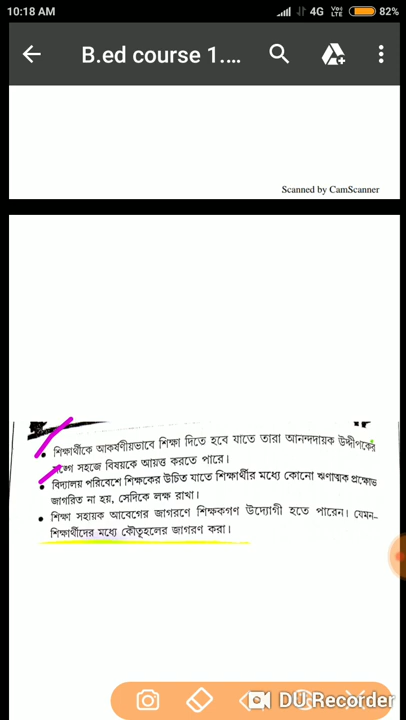 10:18 AM
4G
VoLTE
82%
B.ed course 1....
Scanned by CamScanner
• শিক্ষার্থীকে আকর্ষণীয়ভাবে শিক্ষা দিতে হবে যাতে তারা আনন্দদায়ক উদ্দীপকের
সঙ্গে সহজে বিষয়কে আয়ত্ত করতে পারে।
• বিদ্যালয় পরিবেশে শিক্ষকের উচিত যাতে শিক্ষার্থীর মধ্যে কোনো ঋণাত্মক প্রক্ষোভ
জাগরিত না হয়, সেদিকে লক্ষ রাখা।
• শিক্ষা সহায়ক আবেগের জাগরণে শিক্ষকগণ উদ্যোগী হতে পারেন। যেমন–
শিক্ষার্থীদের মধ্যে কৌতূহলের জাগরণ করা।
DU Recorder